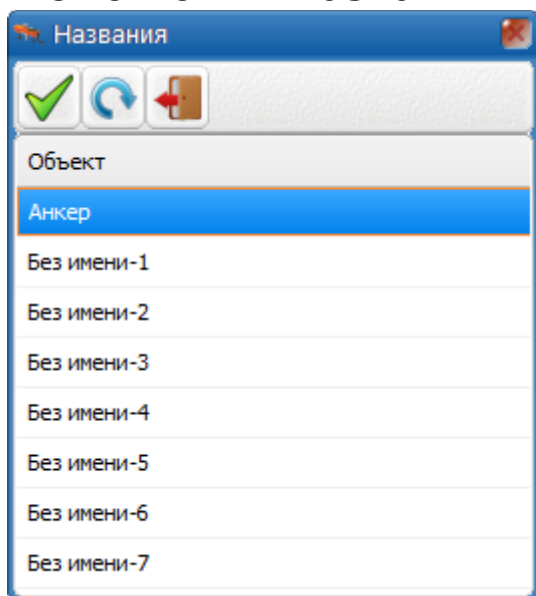 Названия
Объект
Анкер
Без имени-1
Без имени-2
Без имени-3
Без имени-4
Без имени-5
Без имени-6
Без имени-7